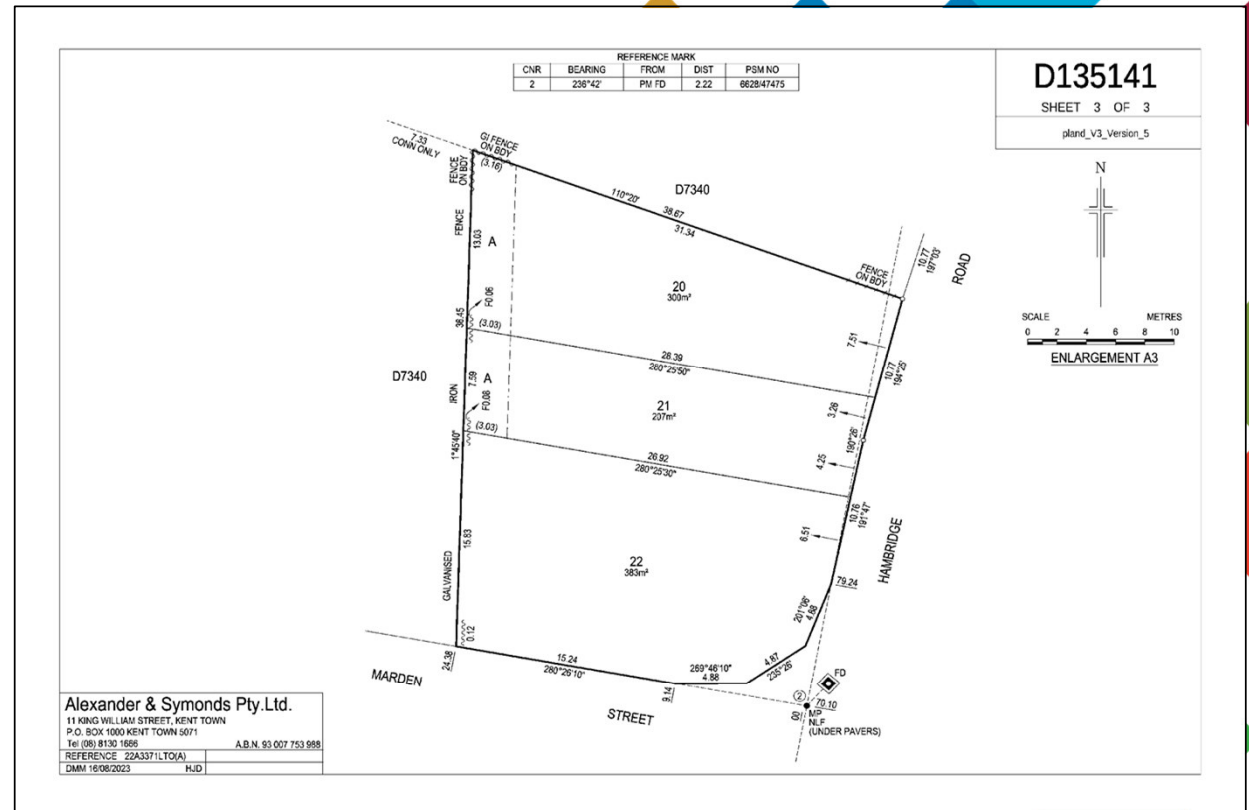 REFERENCE MARK
CNR BEARING FROM DIST PSM NO
2 236°42' PM FD 2.22 6628/47475
D135141
SHEET 3 OF 3
pland_V3_Version_5
N
SCALE METRES
0 2 4 6 8 10
ENLARGEMENT A3
7.33
CONN ONLY
GI FENCE
ON BDY
(3.16)
FENCE
ON BDY
D7340
110°20'
38.67
31.34
FENCE
ON BDY
10.77
197°03'
ROAD
FENCE
13.03
A
20
300m²
F0.06
36.45
(3.03)
7.51
10.77
194°25'
28.39
280°25'50"
D7340
IRON
7.59
A
F0.08
21
207m²
3.26
190°26'
(3.03)
1°45'40"
4.25
26.92
280°25'30"
10.76
191°47'
6.51
HAMBRIDGE
22
383m²
15.83
GALVANISED
79.24
201°06'
4.68
0.12
24.38
15.24
280°26'10"
269°46'10"
4.88
4.87
235°26'
MARDEN
9.14
STREET
FD
2
70.10
00
MP
NLF
(UNDER PAVERS)
Alexander & Symonds Pty.Ltd.
11 KING WILLIAM STREET, KENT TOWN
P.O. BOX 1000 KENT TOWN 5071
Tel (08) 8130 1666 A.B.N. 93 007 753 988
REFERENCE 22A3371LTO(A)
DMM 16/08/2023 HJD